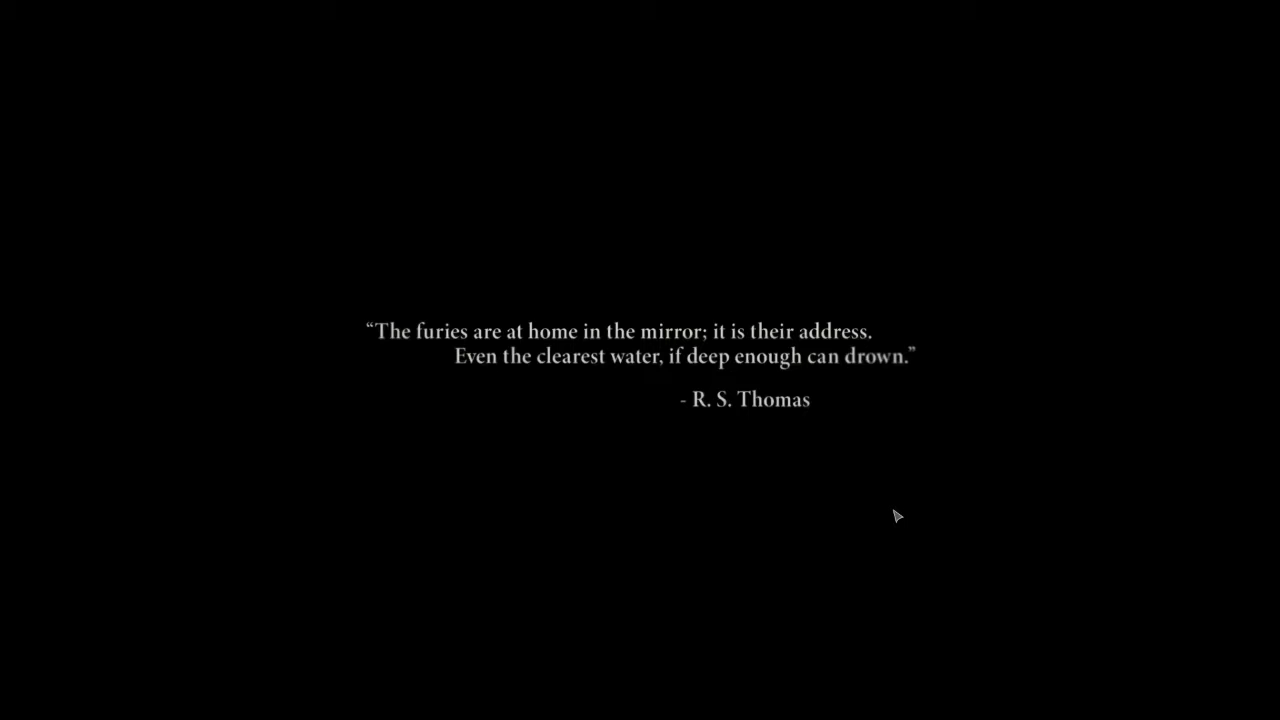 “The furies are at home in the mirror; it is their address.
Even the clearest water, if deep enough can drown.”
- R. S. Thomas